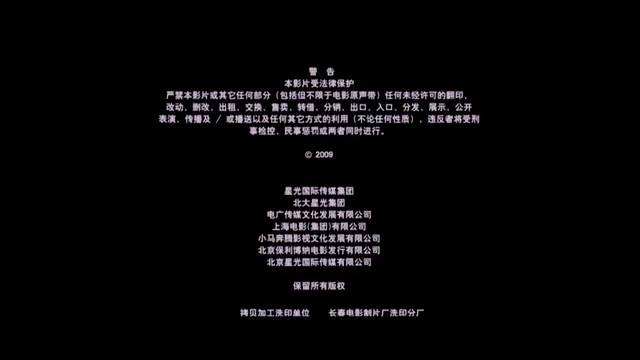 警 告
本影片受法律保护
严禁本影片或其它任何部分（包括但不限于电影原声带）任何未经许可的翻印、
改动、删改、出租、交换、售卖、转借、分销、出口、入口、分发、展示、公开
表演、传播及 / 或播送以及任何其它方式的利用（不论任何性质），违反者将受刑
事检控、民事惩罚或两者同时进行。
© 2009
星光国际传媒集团
北大星光集团
电广传媒文化发展有限公司
上海电影(集团)有限公司
小马奔腾影视文化发展有限公司
北京保利博纳电影发行有限公司
北京星光国际传媒有限公司
保留所有版权
拷贝加工洗印单位 长春电影制片厂洗印分厂